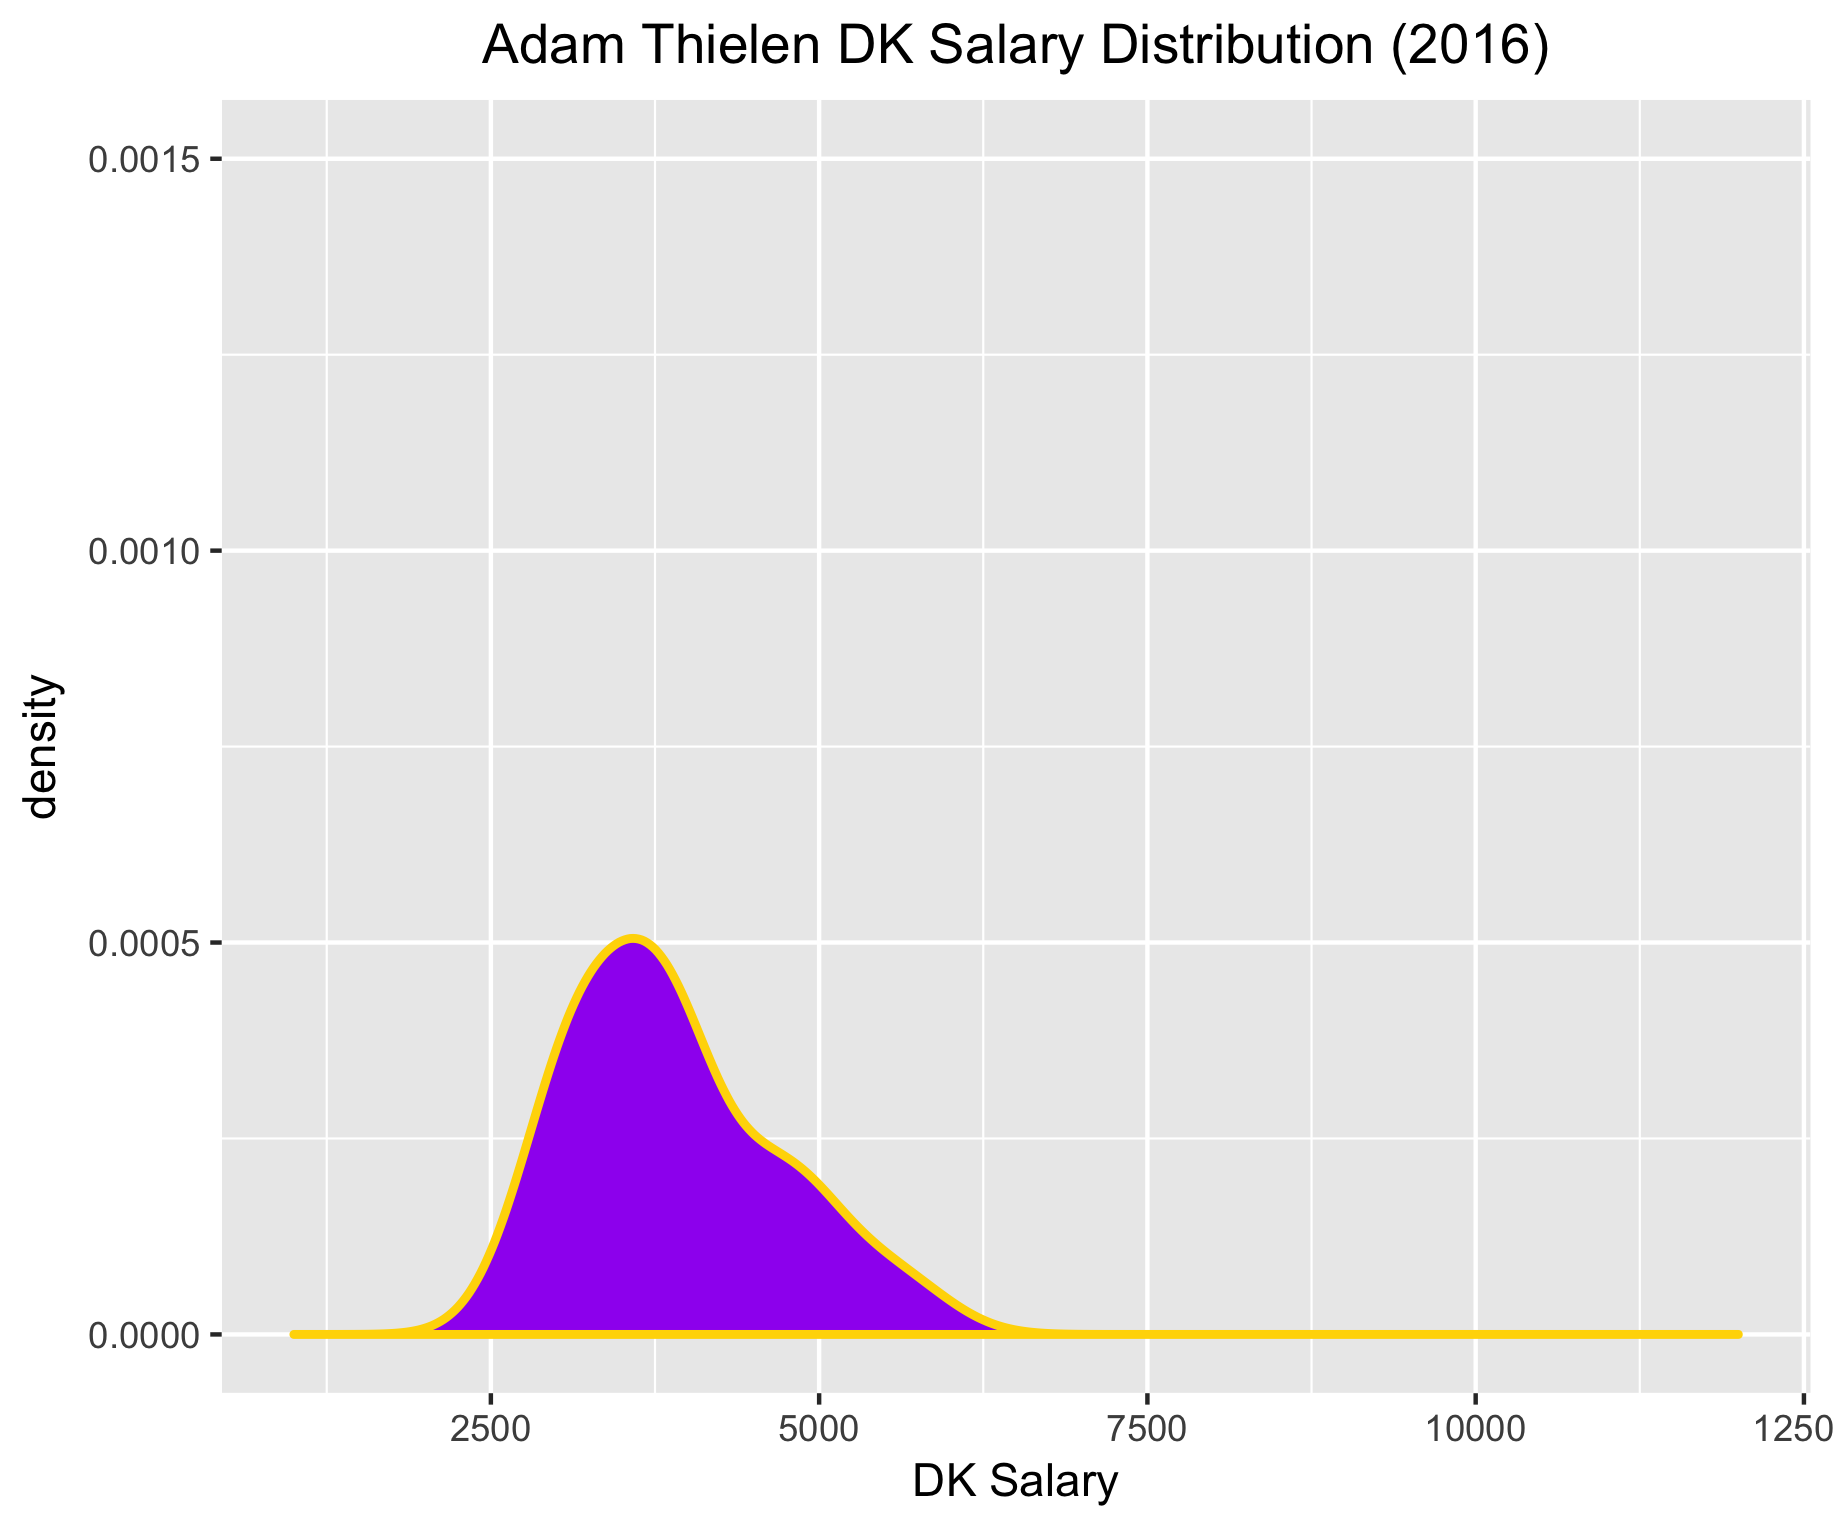 Adam Thielen DK Salary Distribution (2016)
0.0015
0.0010
0.0005
0.0000
density
2500 5000 7500 10000 1250
DK Salary